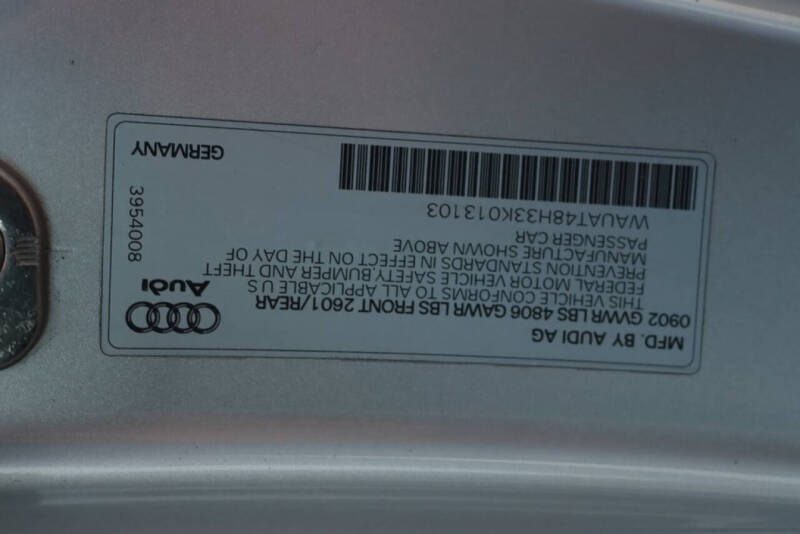 MFD. BY AUDI AG
0902 GVWR LBS 4806 GAWR LBS FRONT 2601/REAR
THIS VEHICLE CONFORMS TO ALL APPLICABLE U S
FEDERAL MOTOR VEHICLE SAFETY, BUMPER AND THEFT
PREVENTION STANDARDS IN EFFECT ON THE DAY OF
MANUFACTURE SHOWN ABOVE
PASSENGER CAR
WAUAT48H33K013103
Audi
3954008
GERMANY